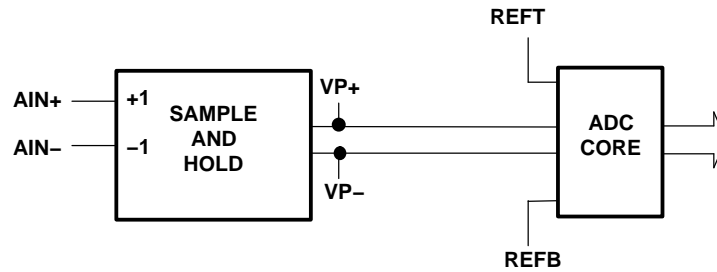 REFT
AIN+
+1
SAMPLE
AND
HOLD
AIN−
−1
VP+
VP−
ADC
CORE
REFB